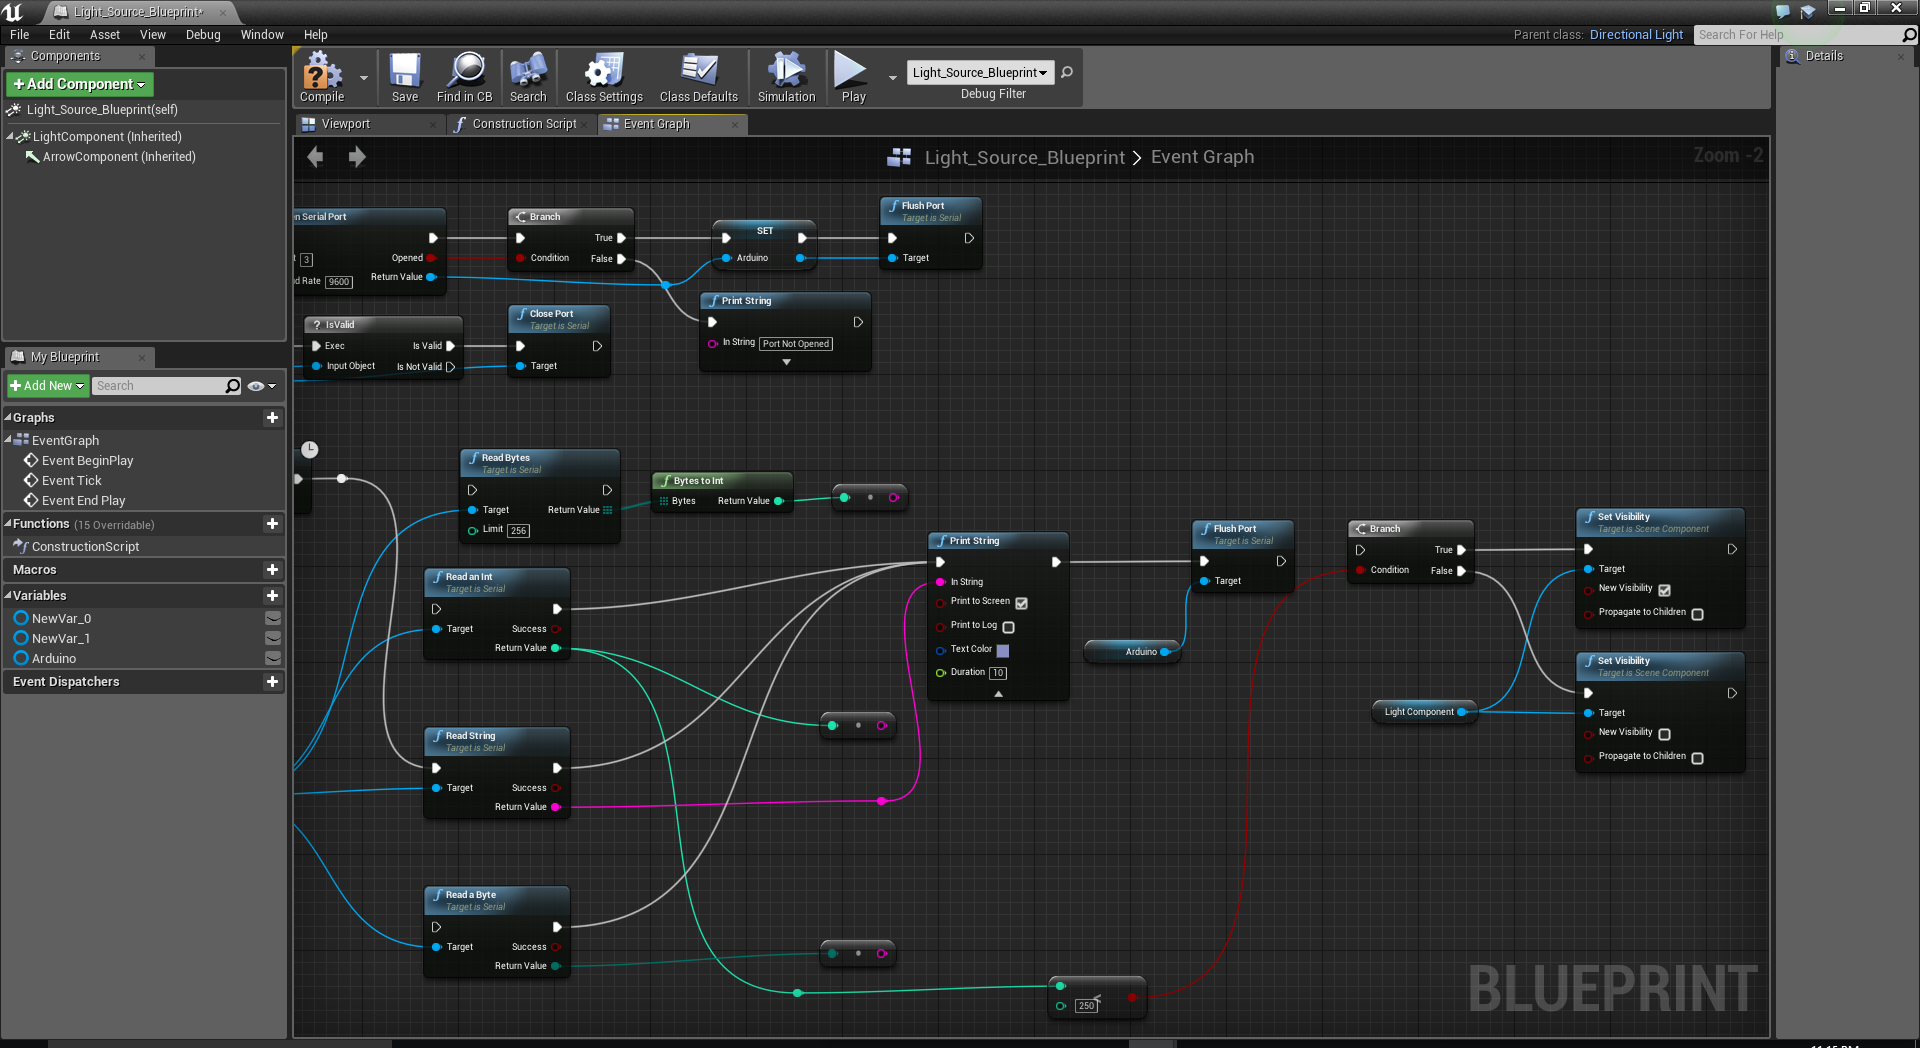 Light_Source_Blueprint*
File Edit Asset View Debug Window Help
Parent class: Directional Light
Search For Help
Components
Add Component
Light_Source_Blueprint(self)
LightComponent (Inherited)
ArrowComponent (Inherited)
Compile
Save
Find in CB
Search
Class Settings
Class Defaults
Simulation
Play
Light_Source_Blueprint
Debug Filter
Details
Viewport
Construction Script
Event Graph
Light_Source_Blueprint > Event Graph
Zoom -2
My Blueprint
Add New
Search
Graphs
EventGraph
Event BeginPlay
Event Tick
Event End Play
Functions (15 Overridable)
ConstructionScript
Macros
Variables
NewVar_0
NewVar_1
Arduino
Event Dispatchers
n Serial Port
t 3
d Rate 9600
Opened
Return Value
Branch
Condition
True
False
SET
Arduino
Flush Port
Target is Serial
Target
Print String
In String Port Not Opened
? IsValid
Exec
Is Valid
Input Object
Is Not Valid
Close Port
Target is Serial
Target
Read Bytes
Target is Serial
Target
Return Value
Limit 256
Bytes to Int
Bytes
Return Value
Read an Int
Target is Serial
Target
Success
Return Value
Read String
Target is Serial
Target
Success
Return Value
Read a Byte
Target is Serial
Target
Success
Return Value
Print String
In String
Print to Screen
Print to Log
Text Color
Duration 10
Flush Port
Target is Serial
Target
Arduino
< 250
Branch
Condition
True
False
Light Component
Set Visibility
Target is Scene Component
Target
New Visibility
Propagate to Children
Set Visibility
Target is Scene Component
Target
New Visibility
Propagate to Children
BLUEPRINT